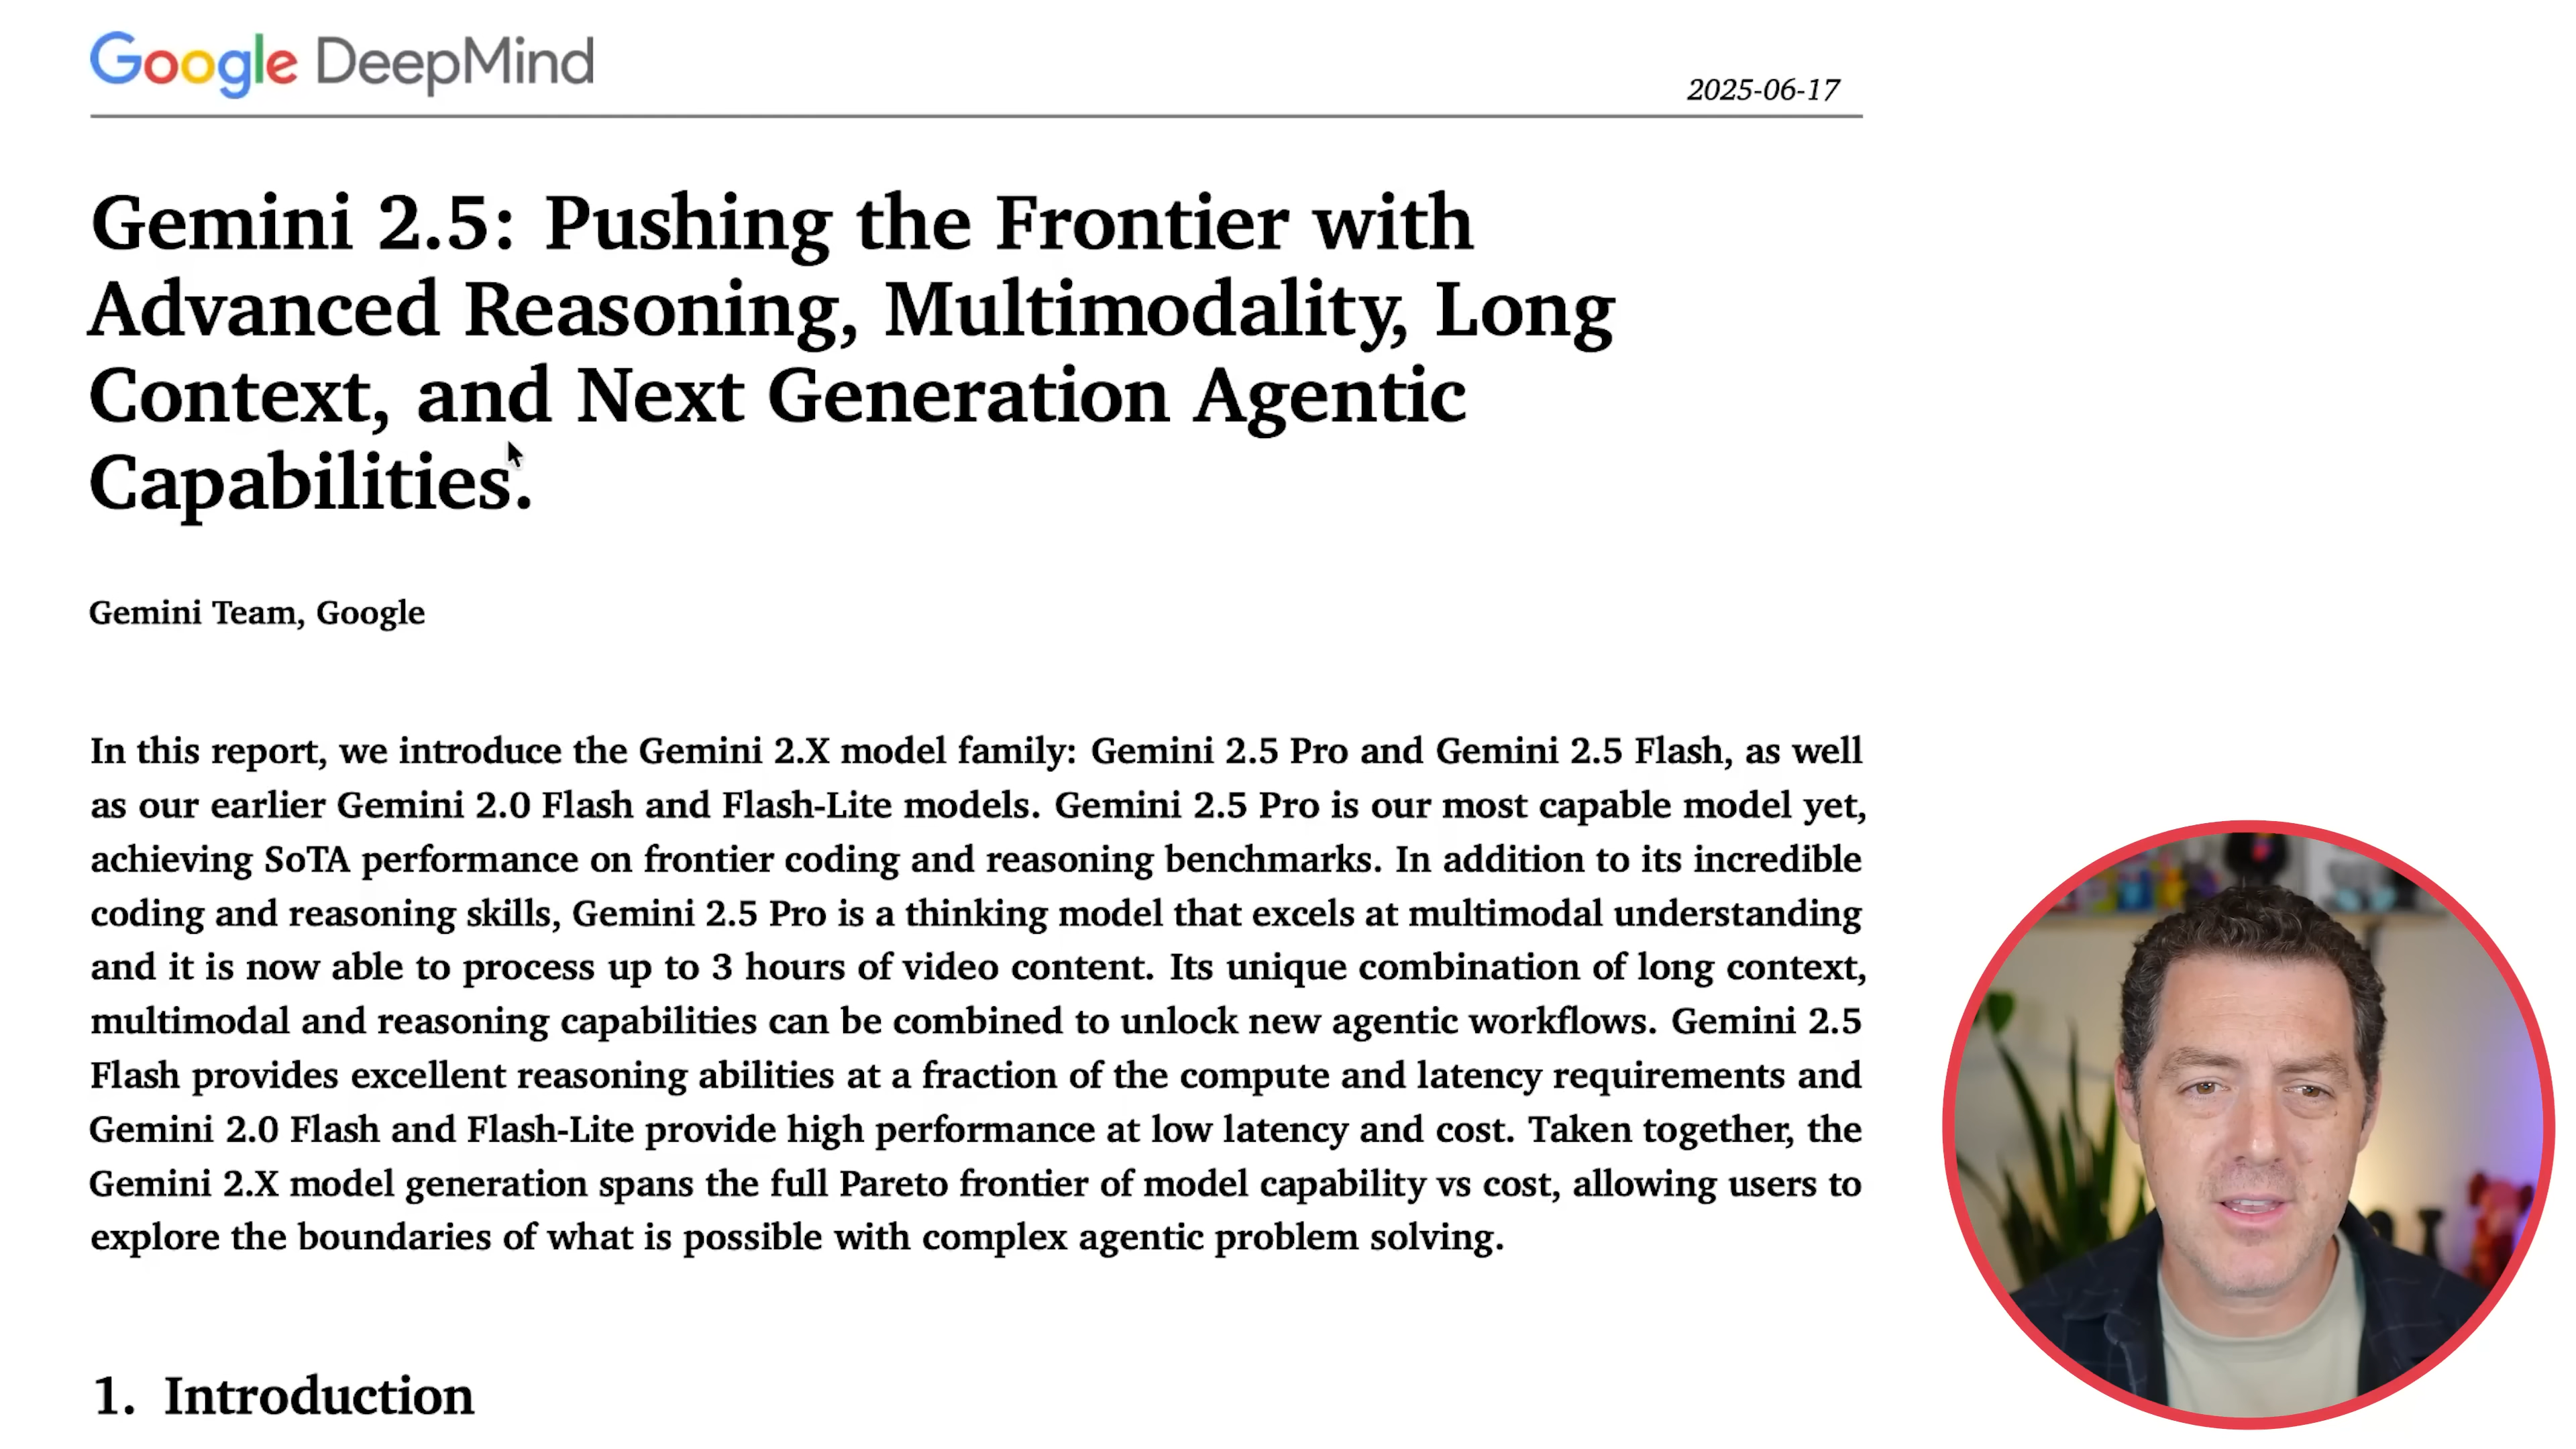 Google DeepMind
2025-06-17
Gemini 2.5: Pushing the Frontier with
Advanced Reasoning, Multimodality, Long
Context, and Next Generation Agentic
Capabilities.
Gemini Team, Google
In this report, we introduce the Gemini 2.X model family: Gemini 2.5 Pro and Gemini 2.5 Flash, as well
as our earlier Gemini 2.0 Flash and Flash-Lite models. Gemini 2.5 Pro is our most capable model yet,
achieving SoTA performance on frontier coding and reasoning benchmarks. In addition to its incredible
coding and reasoning skills, Gemini 2.5 Pro is a thinking model that excels at multimodal understanding
and it is now able to process up to 3 hours of video content. Its unique combination of long context,
multimodal and reasoning capabilities can be combined to unlock new agentic workflows. Gemini 2.5
Flash provides excellent reasoning abilities at a fraction of the compute and latency requirements and
Gemini 2.0 Flash and Flash-Lite provide high performance at low latency and cost. Taken together, the
Gemini 2.X model generation spans the full Pareto frontier of model capability vs cost, allowing users to
explore the boundaries of what is possible with complex agentic problem solving.
1. Introduction